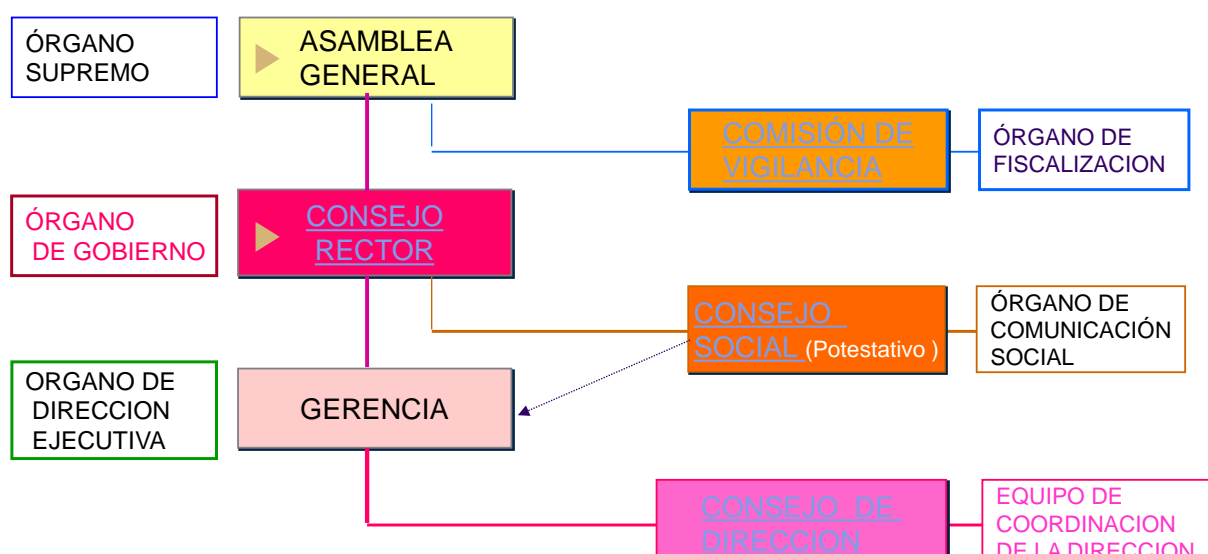 ÓRGANO
SUPREMO
ASAMBLEA
GENERAL
COMISIÓN DE
VIGILANCIA
ÓRGANO DE
FISCALIZACION
ÓRGANO
DE GOBIERNO
CONSEJO
RECTOR
CONSEJO
SOCIAL (Potestativo )
ÓRGANO DE
COMUNICACIÓN
SOCIAL
ORGANO DE
DIRECCION
EJECUTIVA
GERENCIA
CONSEJO DE
DIRECCION
EQUIPO DE
COORDINACION
DE LA DIRECCION